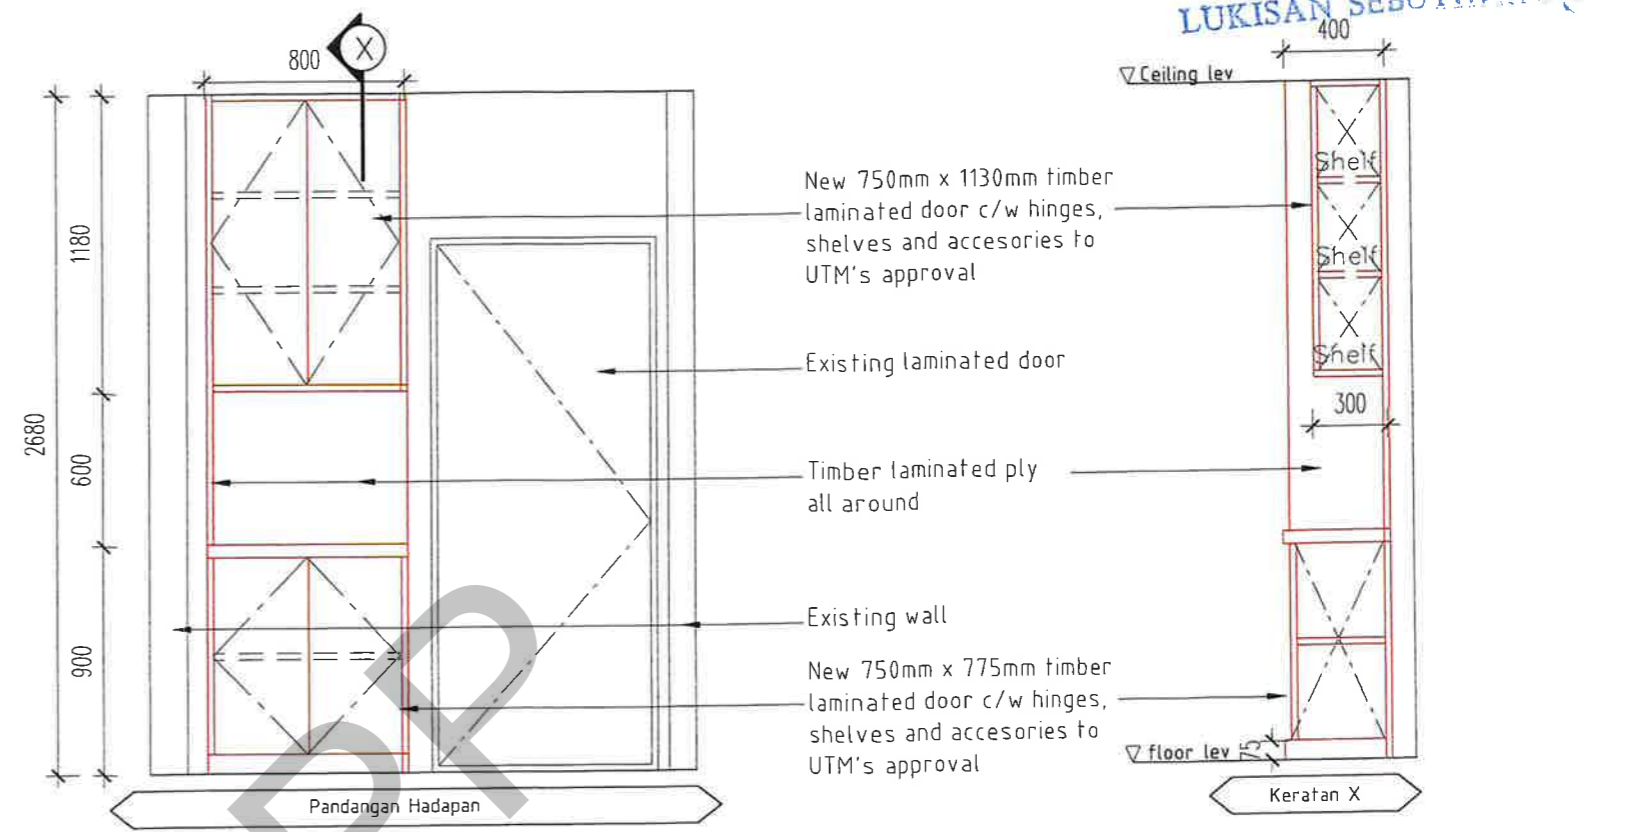 LUKISAN
800
X
400
Ceiling lev
New 750mm x 1130mm timber
laminated door c/w hinges,
shelves and accesories to
UTM's approval
Shelf
Shelf
Shelf
1180
Existing laminated door
300
2680
600
Timber laminated ply
all around
Existing wall
900
New 750mm x 775mm timber
laminated door c/w hinges,
shelves and accesories to
UTM's approval
floor lev
75
Pandangan Hadapan
Keratan X
PP